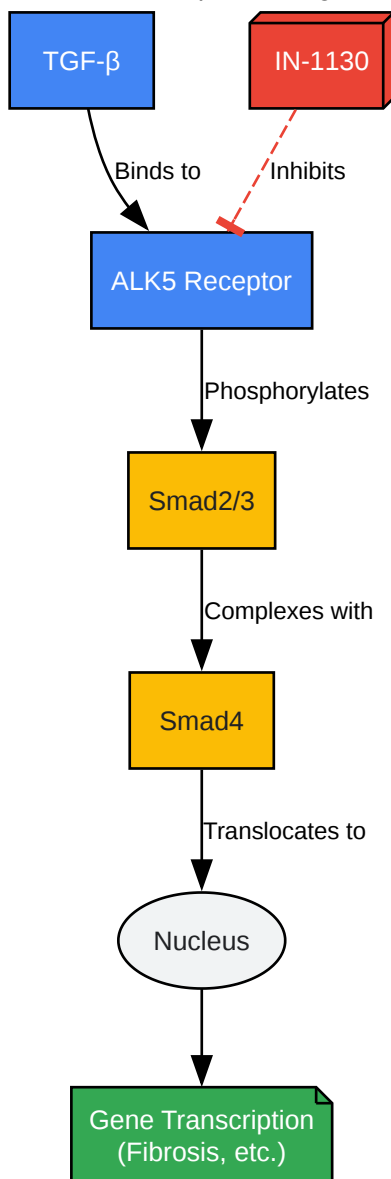 TGF-β
IN-1130
Binds to
Inhibits
ALK5 Receptor
Phosphorylates
Smad2/3
Complexes with
Smad4
Translocates to
Nucleus
Gene Transcription
(Fibrosis, etc.)